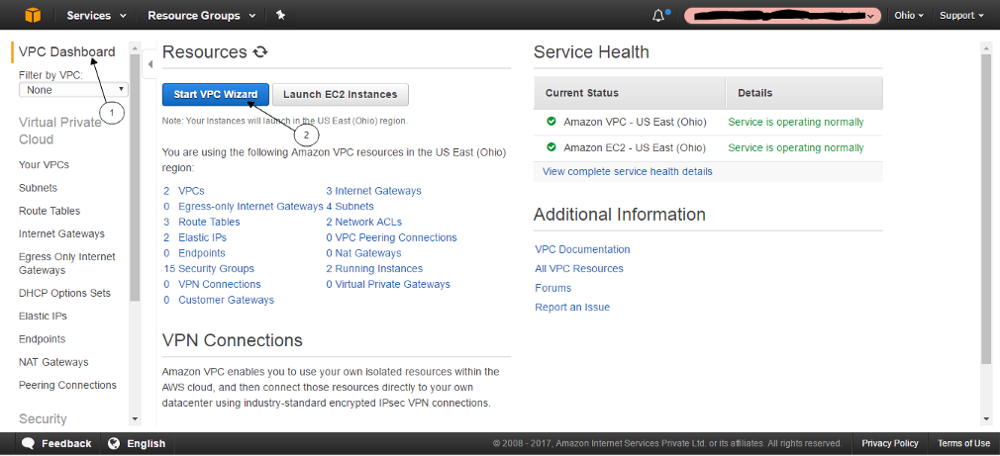 Services Resource Groups Ohio Support
VPC Dashboard
Filter by VPC:
None
1
Virtual Private
Cloud
Your VPCs
Subnets
Route Tables
Internet Gateways
Egress Only Internet
Gateways
DHCP Options Sets
Elastic IPs
Endpoints
NAT Gateways
Peering Connections
Security
Resources
Start VPC Wizard Launch EC2 Instances
2
Note: Your Instances will launch in the US East (Ohio) region.
You are using the following Amazon VPC resources in the US East (Ohio)
region:
2 VPCs 3 Internet Gateways
0 Egress-only Internet Gateways 4 Subnets
3 Route Tables 2 Network ACLs
2 Elastic IPs 0 VPC Peering Connections
0 Endpoints 0 Nat Gateways
15 Security Groups 2 Running Instances
0 VPN Connections 0 Virtual Private Gateways
0 Customer Gateways
VPN Connections
Amazon VPC enables you to use your own isolated resources within the
AWS cloud, and then connect those resources directly to your own
datacenter using industry-standard encrypted IPsec VPN connections.
Service Health
Current Status Details
Amazon VPC - US East (Ohio) Service is operating normally
Amazon EC2 - US East (Ohio) Service is operating normally
View complete service health details
Additional Information
VPC Documentation
All VPC Resources
Forums
Report an Issue
Feedback English © 2008 - 2017, Amazon Internet Services Private Ltd. or its affiliates. All rights reserved. Privacy Policy Terms of Use